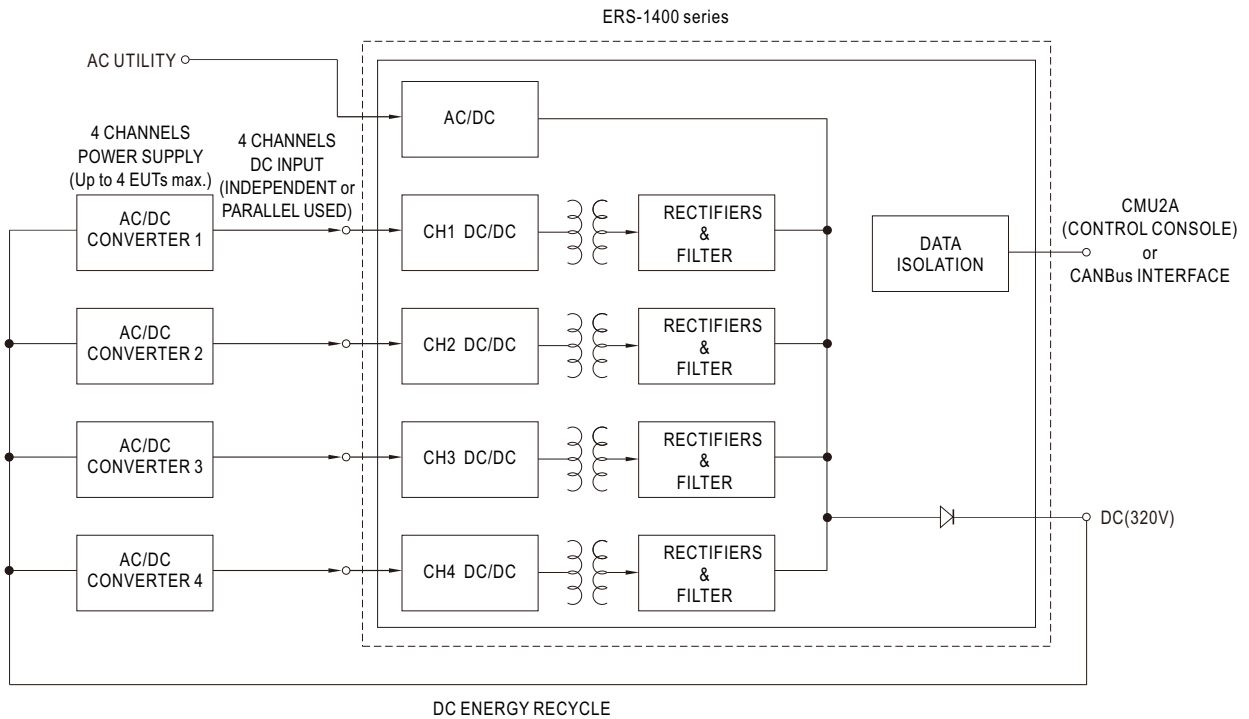 ERS-1400 series
AC UTILITY
AC/DC
4 CHANNELS
POWER SUPPLY
(Up to 4 EUTs max.)
4 CHANNELS
DC INPUT
(INDEPENDENT or
PARALLEL USED)
AC/DC
CONVERTER 1
CH1 DC/DC
RECTIFIERS
&
FILTER
DATA
ISOLATION
CMU2A
(CONTROL CONSOLE)
or
CANBus INTERFACE
AC/DC
CONVERTER 2
CH2 DC/DC
RECTIFIERS
&
FILTER
AC/DC
CONVERTER 3
CH3 DC/DC
RECTIFIERS
&
FILTER
DC(320V)
AC/DC
CONVERTER 4
CH4 DC/DC
RECTIFIERS
&
FILTER
DC ENERGY RECYCLE